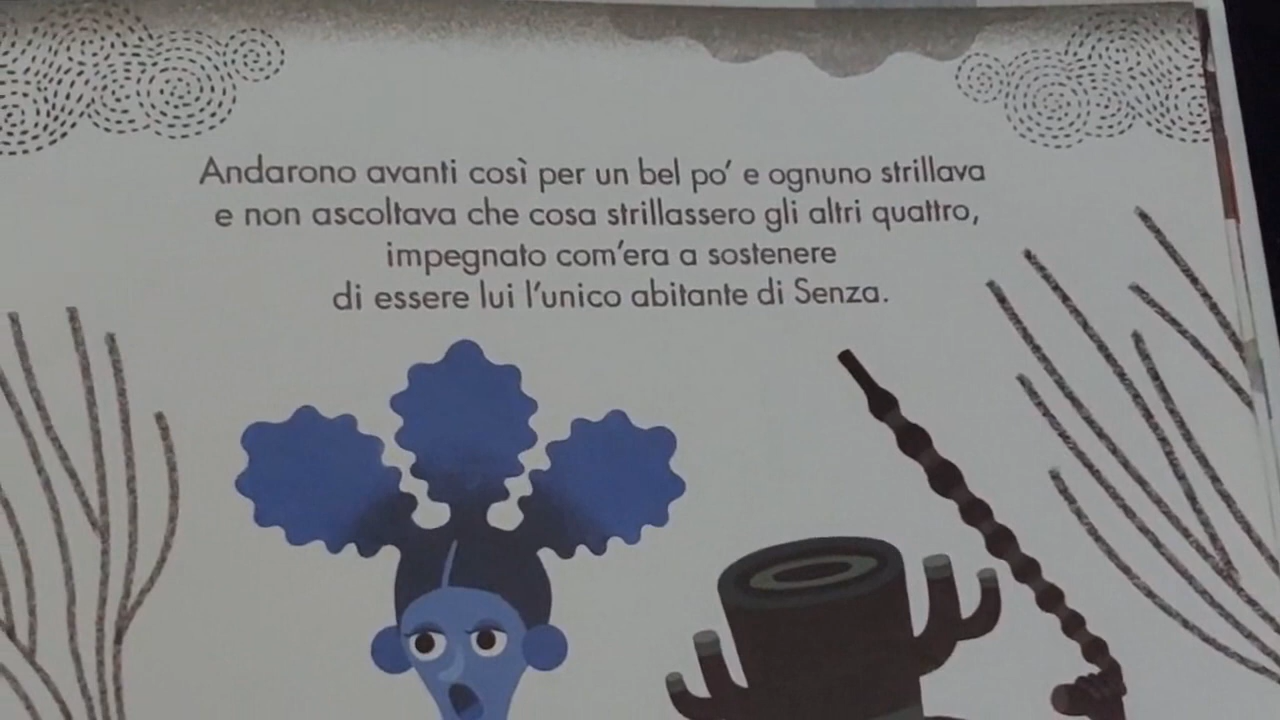 Andarono avanti così per un bel po’ e ognuno strillava
e non ascoltava che cosa strillassero gli altri quattro,
impegnato com’era a sostenere
di essere lui l’unico abitante di Senza.